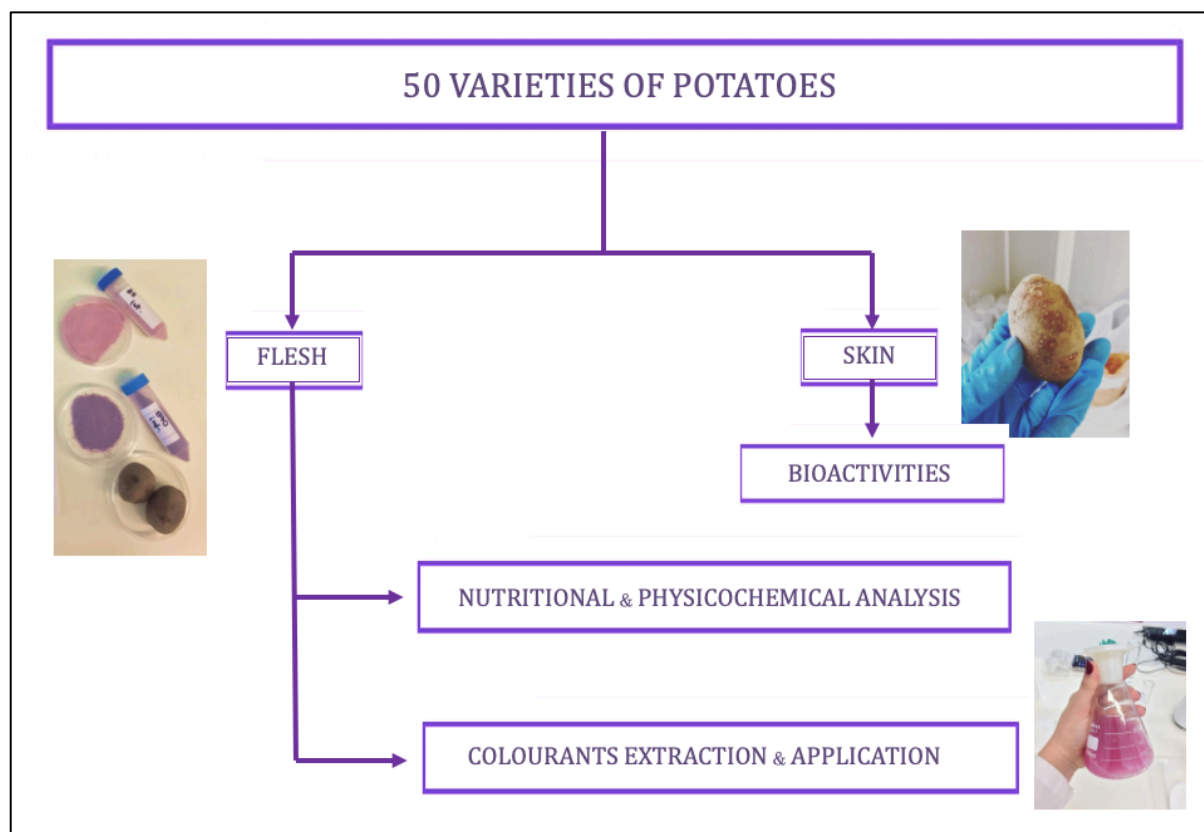 50 VARIETIES OF POTATOES
FLESH
SKIN
BIOACTIVITIES
NUTRITIONAL & PHYSICOCHEMICAL ANALYSIS
COLOURANTS EXTRACTION & APPLICATION